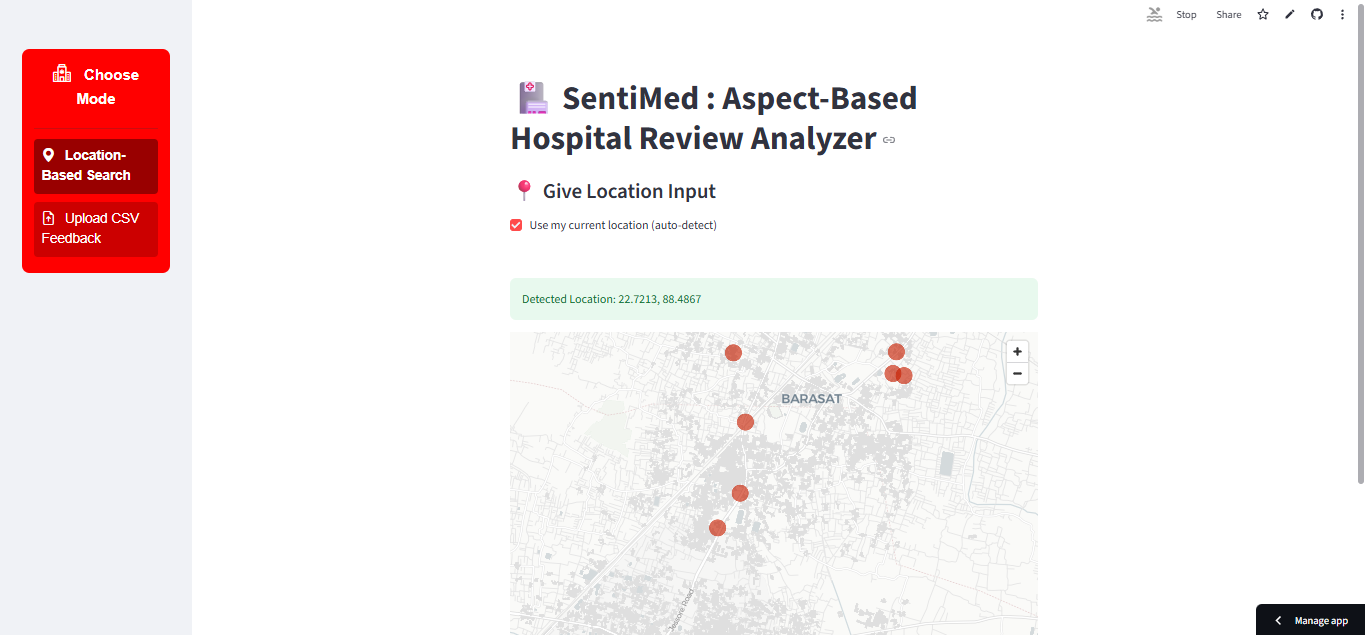 Stop
Share
Choose
Mode
Location-
Based Search
Upload CSV
Feedback
SentiMed : Aspect-Based
Hospital Review Analyzer
Give Location Input
Use my current location (auto-detect)
Detected Location: 22.7213, 88.4867
BARASAT
Jessore Road
Manage app